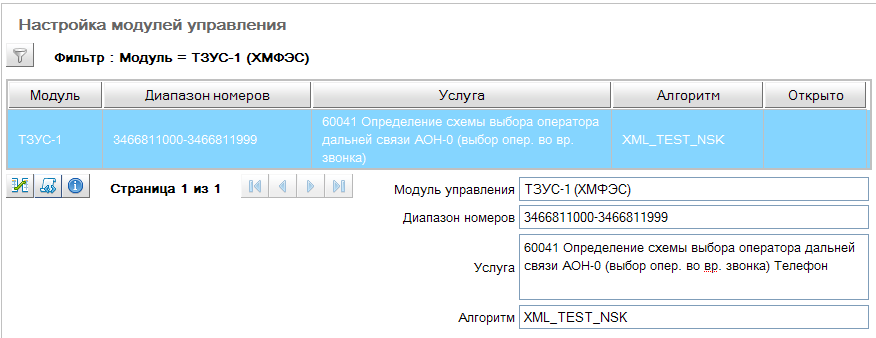 Настройка модулей управления
Фильтр : Модуль = ТЗУС-1 (ХМФЭС)
Модуль Диапазон номеров Услуга Алгоритм Открыто
60041 Определение схемы выбора оператора
ТЗУС-1 3466811000-3466811999 дальней связи АОН-0 (выбор опер. во вр. XML_TEST_NSK
звонка)
Страница 1 из 1
Модуль управления ТЗУС-1 (ХМФЭС)
Диапазон номеров 3466811000-3466811999
Услуга 60041 Определение схемы выбора оператора дальней
связи АОН-0 (выбор опер. во вр. звонка) Телефон
Алгоритм XML_TEST_NSK